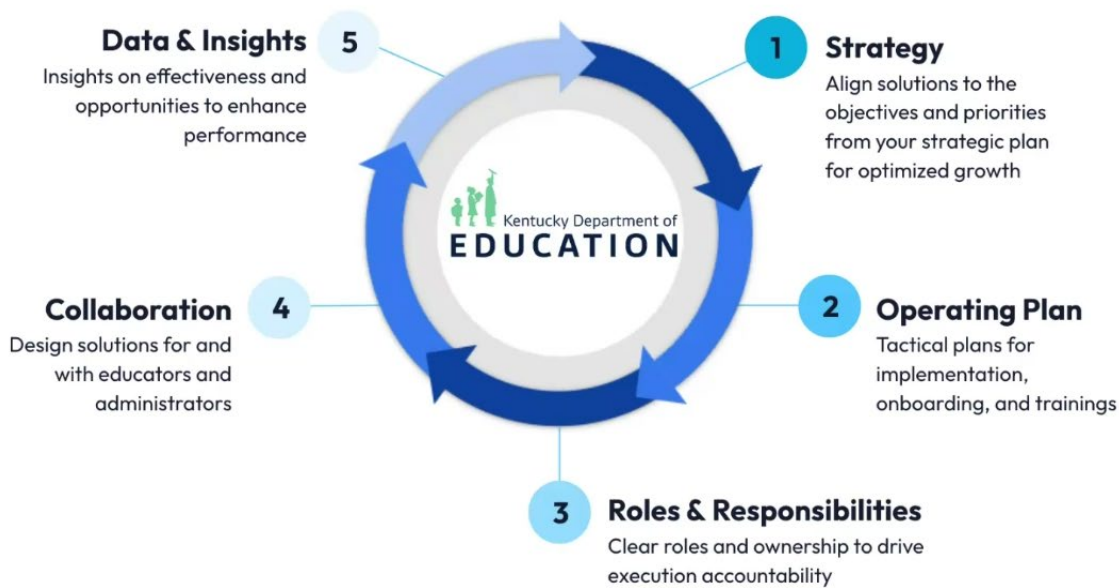 1
Strategy
Align solutions to the
objectives and priorities
from your strategic plan
for optimized growth
2
Operating Plan
Tactical plans for
implementation,
onboarding, and trainings
3
Roles & Responsibilities
Clear roles and ownership to drive
execution accountability
4
Collaboration
Design solutions for and
with educators and
administrators
5
Data & Insights
Insights on effectiveness and
opportunities to enhance
performance
Kentucky Department of
EDUCATION